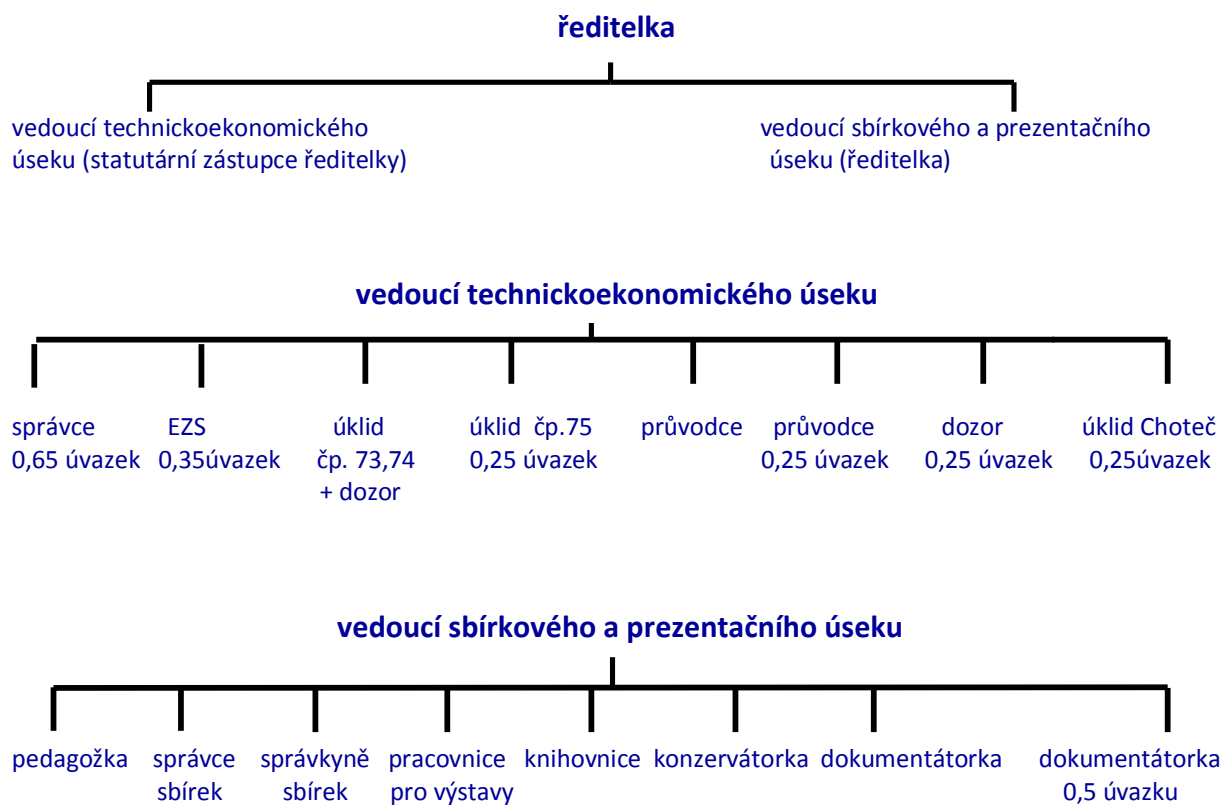 ředitelka
vedoucí technickoekonomického
úseku (statutární zástupce ředitelky)
vedoucí sbírkového a prezentačního
úseku (ředitelka)
vedoucí technickoekonomického úseku
správce
0,65 úvazek
EZS
0,35úvazek
úklid
čp. 73,74
+ dozor
úklid čp.75
0,25 úvazek
průvodce
průvodce
0,25 úvazek
dozor
0,25 úvazek
úklid Choteč
0,25úvazek
vedoucí sbírkového a prezentačního úseku
pedagožka
správce
sbírek
správkyně
sbírek
pracovnice
pro výstavy
knihovnice
konzervátorka
dokumentátorka
dokumentátorka
0,5 úvazku